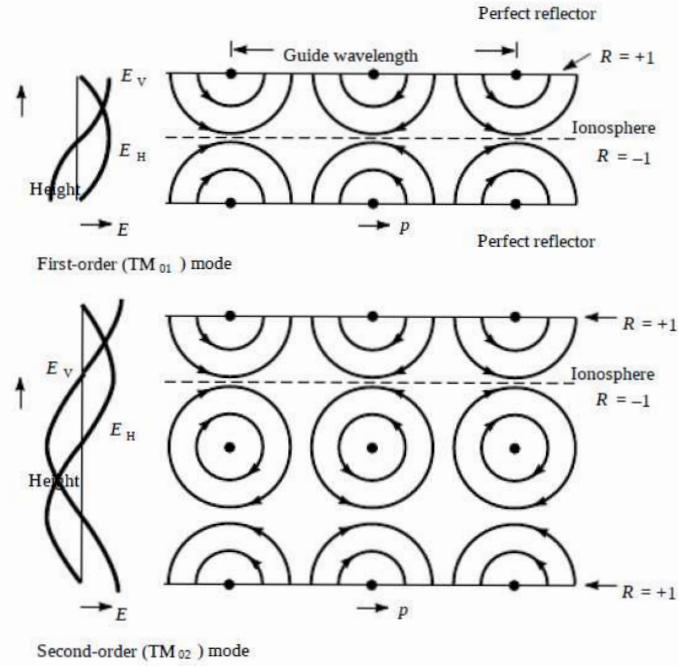 Perfect reflector
Guide wavelength
R = +1
E V
Ionosphere
E H
R = –1
Height
E
p
Perfect reflector
First-order (TM 01 ) mode
R = +1
E V
Ionosphere
R = –1
E H
Height
R = +1
E
p
Second-order (TM 02 ) mode